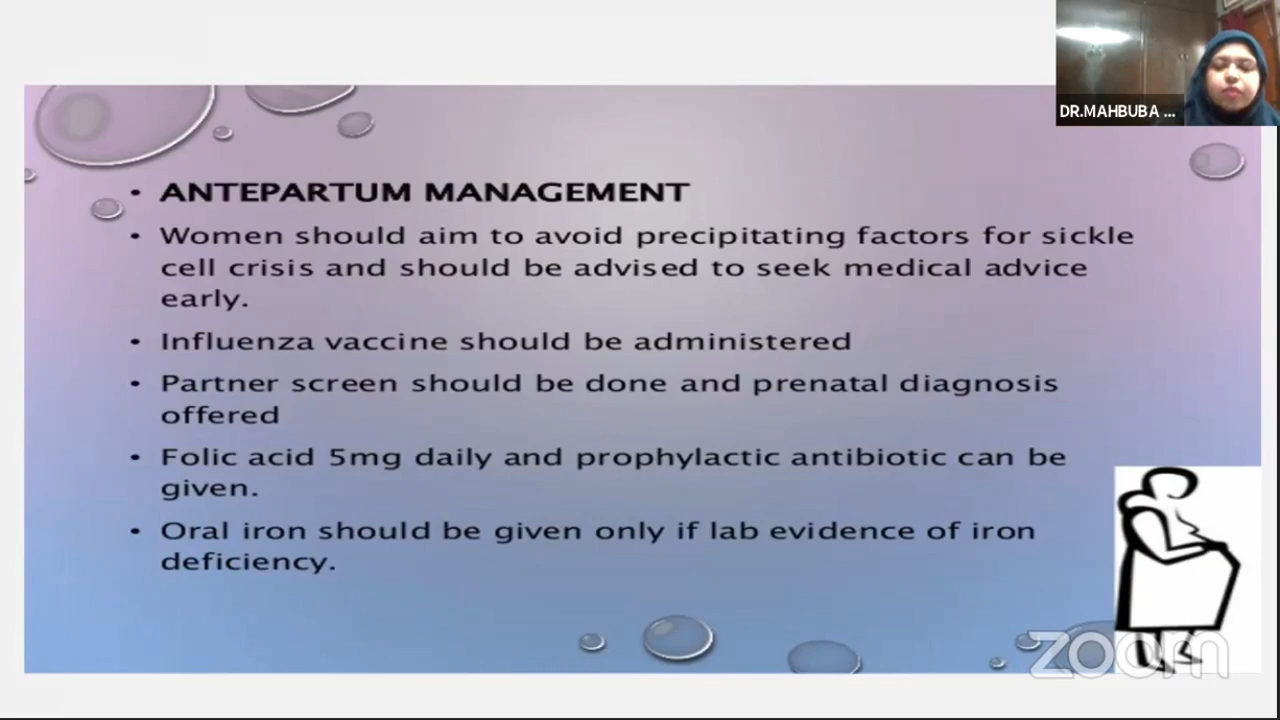 DR.MAHBUBA ...
• ANTEPARTUM MANAGEMENT
• Women should aim to avoid precipitating factors for sickle
cell crisis and should be advised to seek medical advice
early.
• Influenza vaccine should be administered
• Partner screen should be done and prenatal diagnosis
offered
• Folic acid 5mg daily and prophylactic antibiotic can be
given.
• Oral iron should be given only if lab evidence of iron
deficiency.
zoom